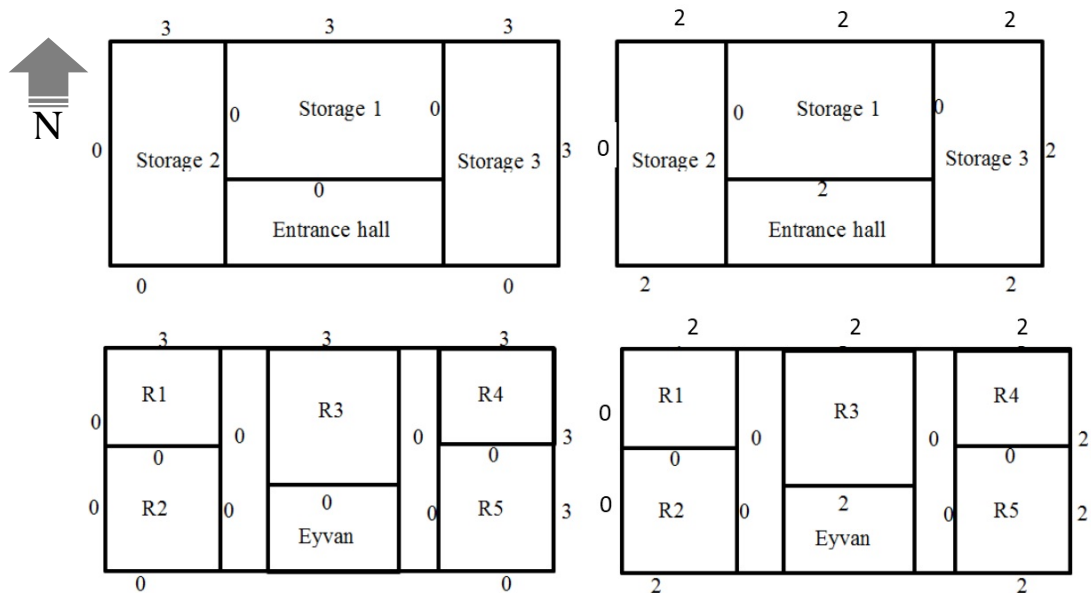 3 3 3 2 2 2
N
0 0 Storage 1 0 3 0 0 Storage 1 0 2
Storage 2 Storage 3 Storage 2 Storage 3
0 2
Entrance hall Entrance hall
0 0 2 2
3 3 3 2 2 2
R1 R3 R4 R1 R3 R4
0 0 0 3 0 0 0 2
0 0 0 0
0 R2 0 0 0 R5 3 0 R2 0 2 0 R5 2
Eyvan Eyvan
0 0 2 2